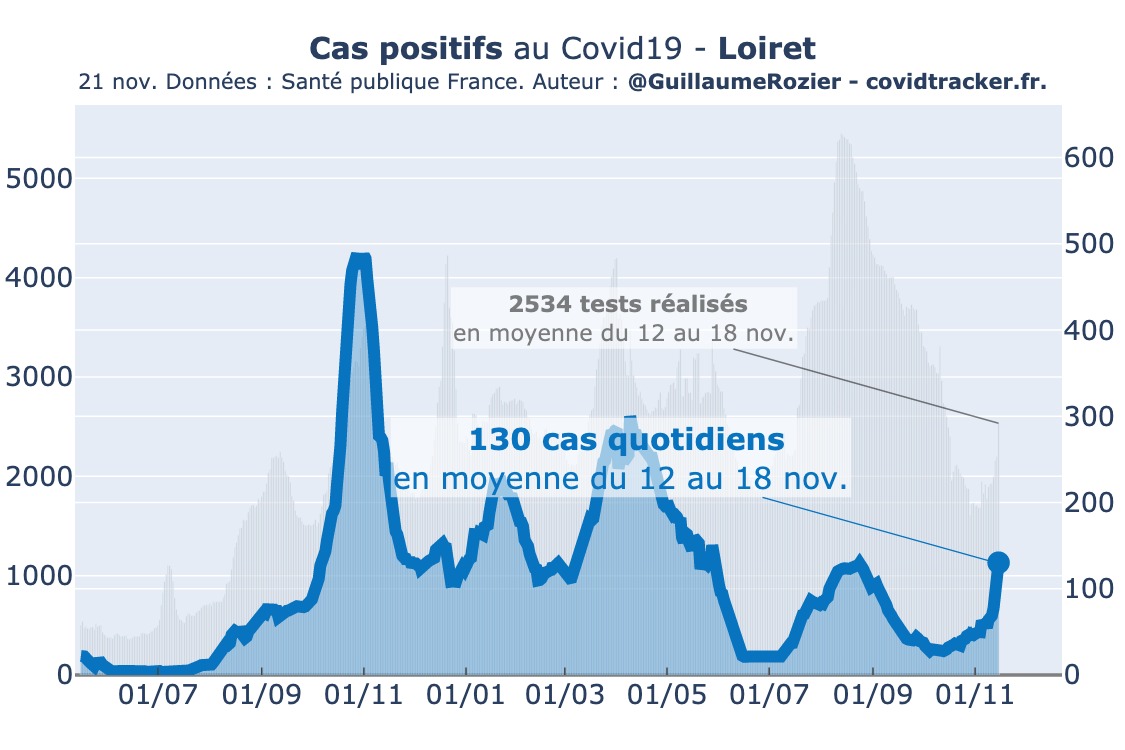 Cas positifs au Covid19 - Loiret
21 nov. Données : Santé publique France. Auteur : @GuillaumeRozier - covidtracker.fr.
5000
4000
3000
2000
1000
0
600
500
400
300
200
100
0
2534 tests réalisés
en moyenne du 12 au 18 nov.
130 cas quotidiens
en moyenne du 12 au 18 nov.
01/07 01/09 01/11 01/01 01/03 01/05 01/07 01/09 01/11